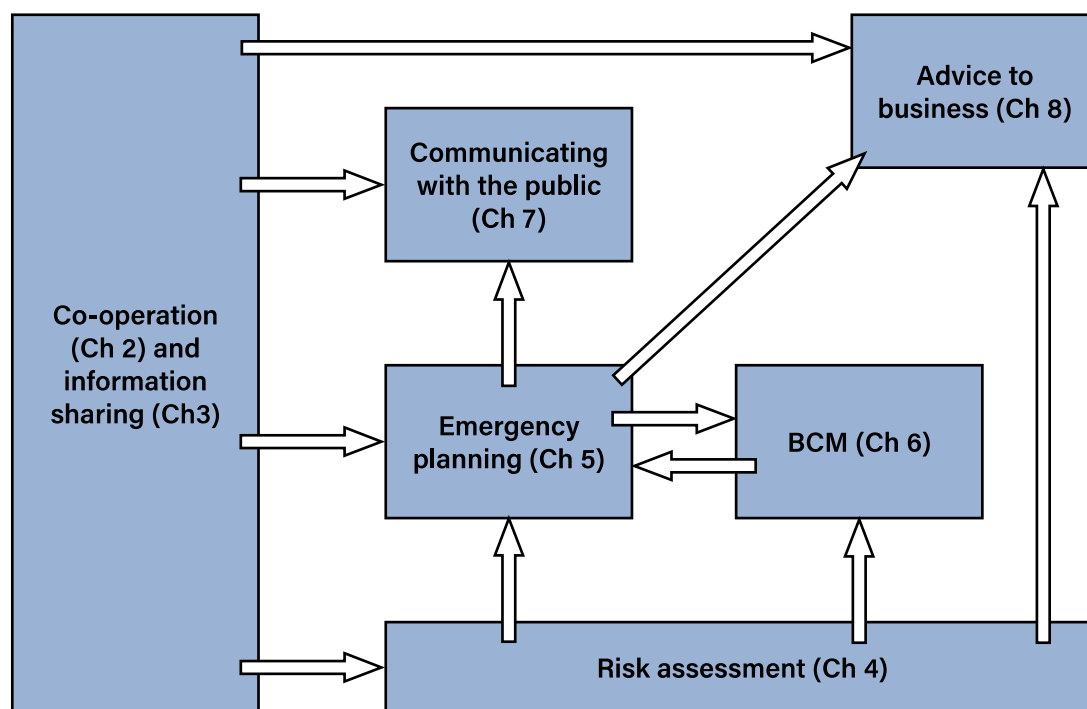 Co-operation
(Ch 2) and
information
sharing (Ch3)
Communicating
with the public
(Ch 7)
Advice to
business (Ch 8)
Emergency
planning (Ch 5)
BCM (Ch 6)
Risk assessment (Ch 4)